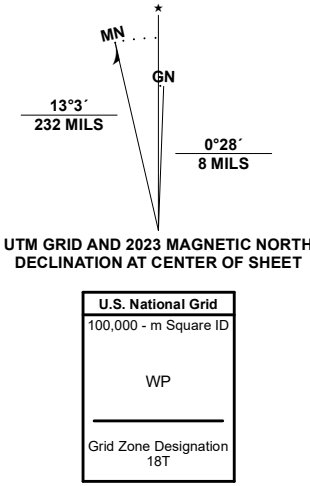 ★
MN
GN
13°3´
232 MILS
0°28´
8 MILS
UTM GRID AND 2023 MAGNETIC NORTH
DECLINATION AT CENTER OF SHEET
U.S. National Grid
100,000 - m Square ID
WP
Grid Zone Designation
18T